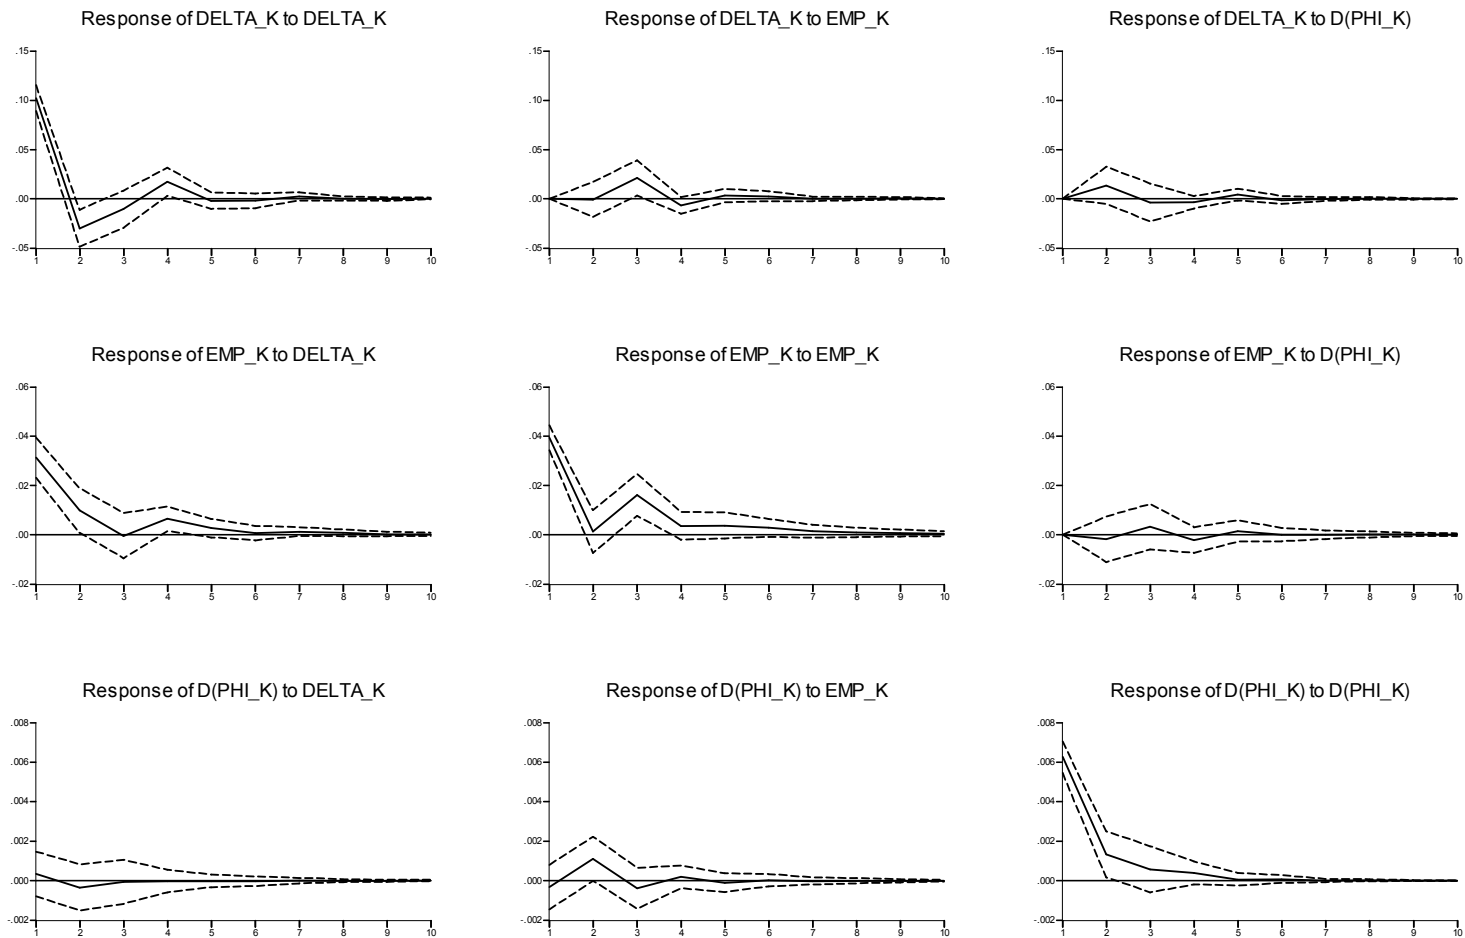 Response of DELTA_K to DELTA_K
.15
.10
.05
.00
-.05
1 2 3 4 5 6 7 8 9 10
Response of DELTA_K to EMP_K
.15
.10
.05
.00
-.05
1 2 3 4 5 6 7 8 9 10
Response of DELTA_K to D(PHI_K)
.15
.10
.05
.00
-.05
1 2 3 4 5 6 7 8 9 10
Response of EMP_K to DELTA_K
.06
.04
.02
.00
-.02
1 2 3 4 5 6 7 8 9 10
Response of EMP_K to EMP_K
.06
.04
.02
.00
-.02
1 2 3 4 5 6 7 8 9 10
Response of EMP_K to D(PHI_K)
.06
.04
.02
.00
-.02
1 2 3 4 5 6 7 8 9 10
Response of D(PHI_K) to DELTA_K
.008
.006
.004
.002
.000
-.002
1 2 3 4 5 6 7 8 9 10
Response of D(PHI_K) to EMP_K
.008
.006
.004
.002
.000
-.002
1 2 3 4 5 6 7 8 9 10
Response of D(PHI_K) to D(PHI_K)
.008
.006
.004
.002
.000
-.002
1 2 3 4 5 6 7 8 9 10